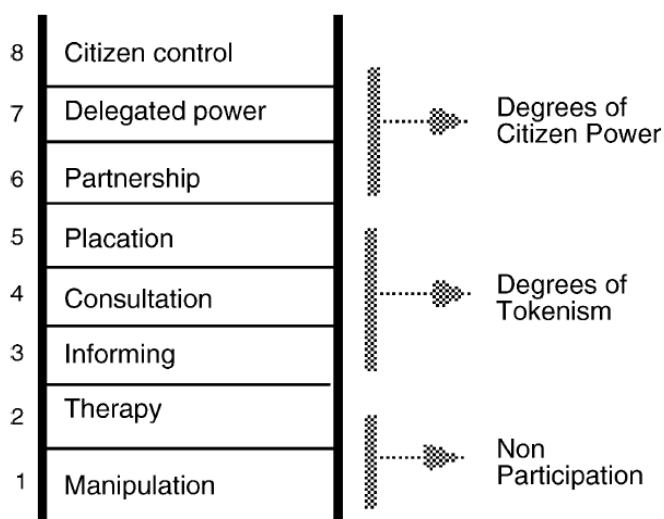 8 Citizen control
7 Delegated power
6 Partnership
5 Placation
4 Consultation
3 Informing
2 Therapy
1 Manipulation
Degrees of
Citizen Power
Degrees of
Tokenism
Non
Participation